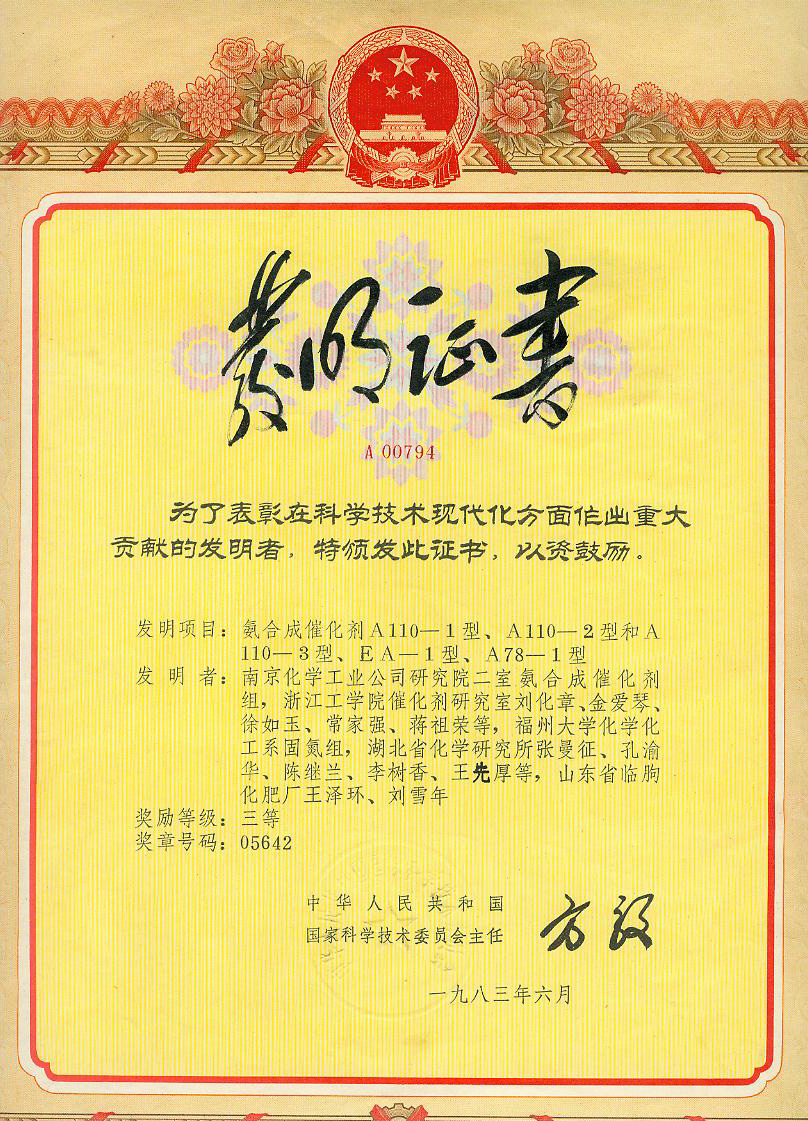 发明证书
A 00794
为了表彰在科学技术现代化方面作出重大
贡献的发明者，特颁发此证书，以资鼓励。
发明项目：氨合成催化剂A110—1型、A110—2型和A
110—3型、EA—1型、A78—1型
发 明 者：南京化学工业公司研究院二室氨合成催化剂
组，浙江工学院催化剂研究室刘化章、金爱琴、
徐如玉、常家强、蒋祖荣等，福州大学化学化
工系固氮组，湖北省化学研究所张曼征、孔渝
华、陈继兰、李树香、王先厚等，山东省临朐
化肥厂王泽环、刘雪年
奖励等级：三等
奖章号码：05642
中华人民共和国
国家科学技术委员会主任 方毅
一九八三年六月